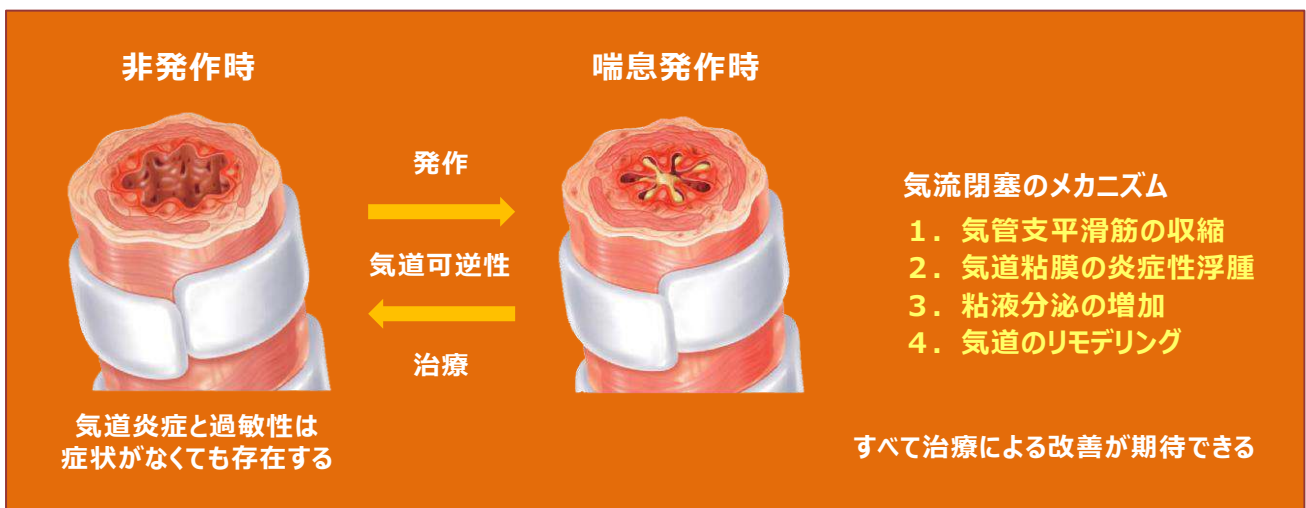 非発作時
喘息発作時
発作
気道可逆性
治療
気流閉塞のメカニズム
１．気管支平滑筋の収縮
２．気道粘膜の炎症性浮腫
３．粘液分泌の増加
４．気道のリモデリング
気道炎症と過敏性は
症状がなくても存在する
すべて治療による改善が期待できる